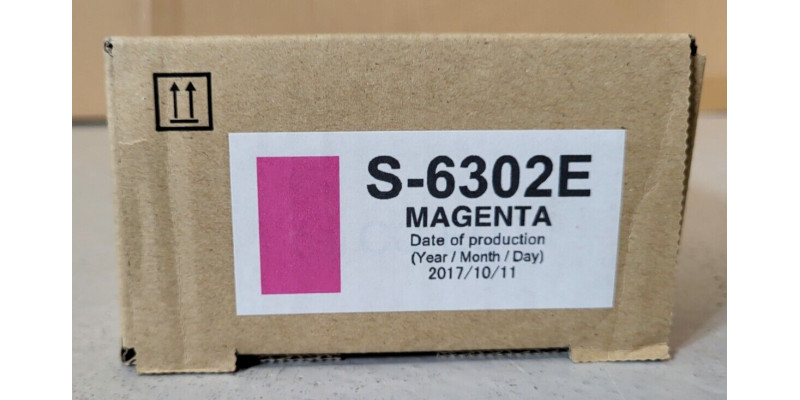 S-6302E
MAGENTA
Date of production
(Year / Month / Day)
2017/10/11